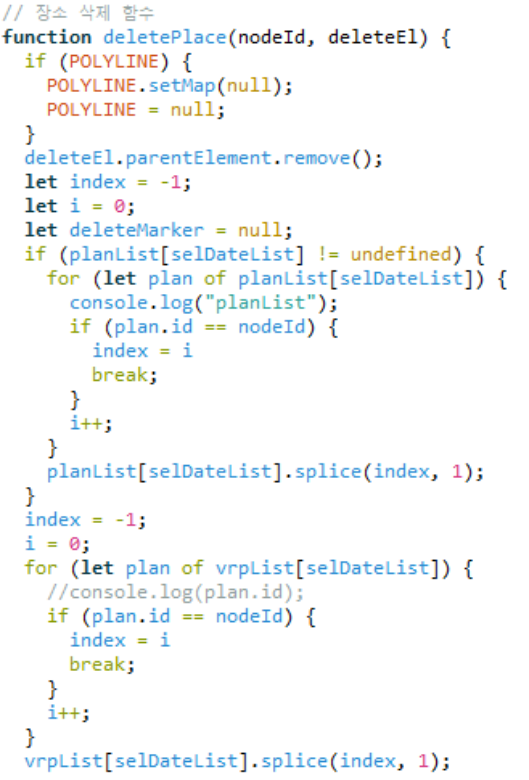 // 장소 삭제 함수
function deletePlace(nodeId, deleteEl) {
  if (POLYLINE) {
    POLYLINE.setMap(null);
    POLYLINE = null;
  }
  deleteEl.parentElement.remove();
  let index = -1;
  let i = 0;
  let deleteMarker = null;
  if (planList[selDateList] != undefined) {
    for (let plan of planList[selDateList]) {
      console.log("planList");
      if (plan.id == nodeId) {
        index = i
        break;
      }
      i++;
    }
    planList[selDateList].splice(index, 1);
  }
  index = -1;
  i = 0;
  for (let plan of vrpList[selDateList]) {
    //console.log(plan.id);
    if (plan.id == nodeId) {
      index = i
      break;
    }
    i++;
  }
  vrpList[selDateList].splice(index, 1);